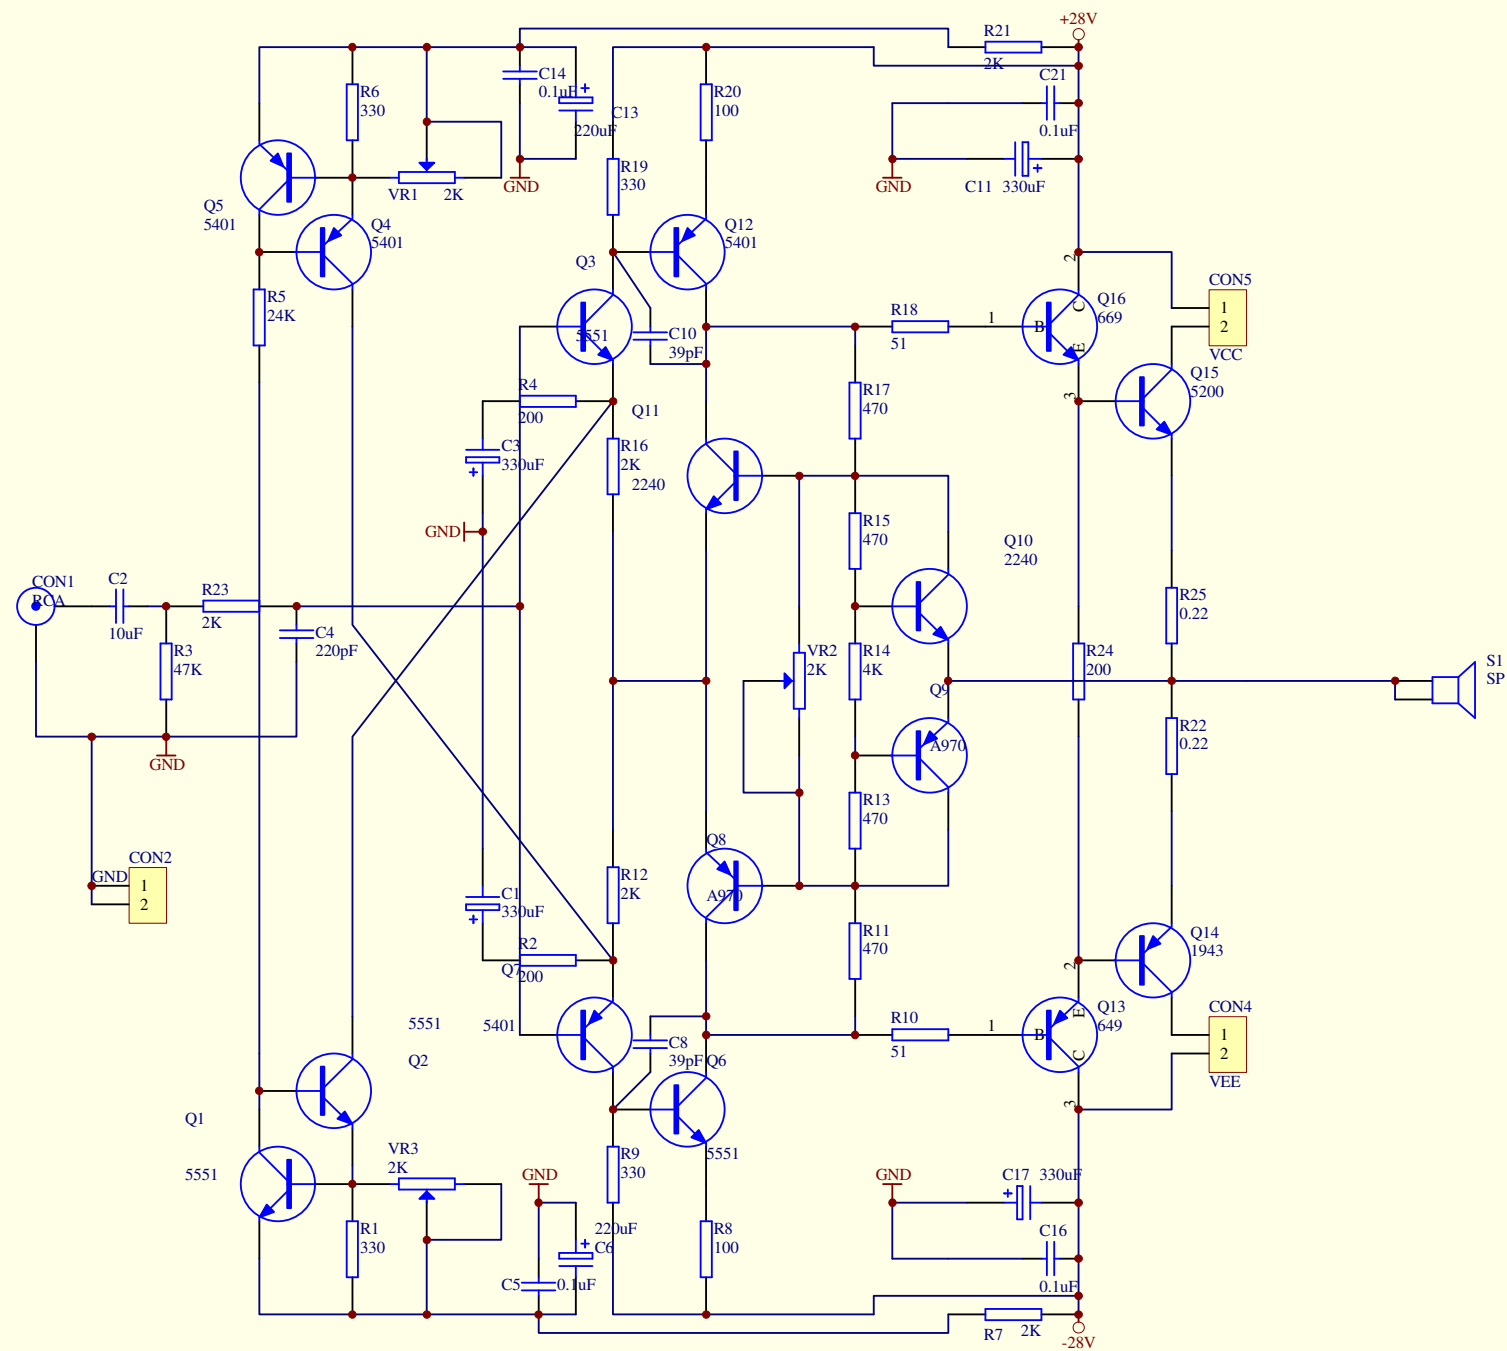 +28V
R21
2K
C14
0.1uF
C13
220uF
R6
330
R20
100
C21
0.1uF
R19
330
C11 330uF
GND
GND
VR1 2K
Q5
5401
Q4
5401
Q12
5401
Q3
5551
2
CON5
1
2
VCC
R5
24K
C10
39pF
R18
51
1
B
C
E
Q16
669
3
Q15
5200
R4
200
Q11
2240
R17
470
C3
330uF
R16
2K
GND
R15
470
Q10
2240
CON1
RCA
C2
10uF
R23
2K
R3
47K
C4
220pF
GND
VR2
2K
R14
4K
Q9
A970
R24
200
R25
0.22
S1
SP
R22
0.22
R13
470
Q8
A970
CON2
GND
1
2
R12
2K
C1
330uF
R11
470
R2
200
Q7
5401
2
Q14
1943
5551
Q2
C8
39pF
Q6
5551
R10
51
1
B
E
C
Q13
649
CON4
1
2
VEE
3
Q1
5551
VR3
2K
R9
330
GND
GND
C17 330uF
R1
330
220uF
C6
C5
0.1uF
R8
100
C16
0.1uF
R7 2K
-28V